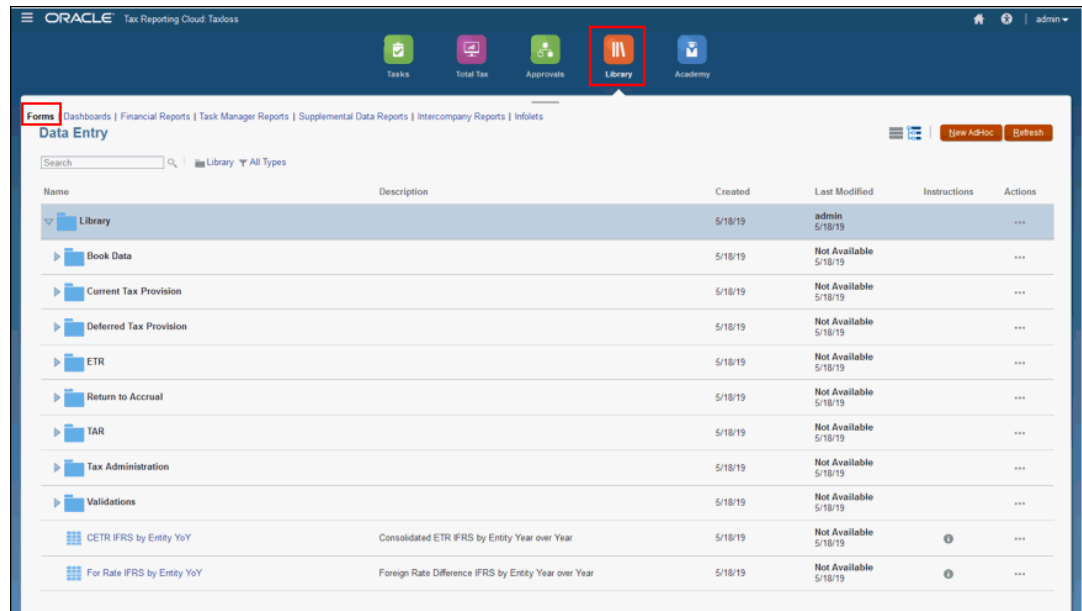 ORACLE Tax Reporting Cloud: Taxloss
admin
Tasks Total Tax Approvals Library Academy
Forms | Dashboards | Financial Reports | Task Manager Reports | Supplemental Data Reports | Intercompany Reports | Infolets
Data Entry
New AdHoc Refresh
Search Library All Types
Name Description Created Last Modified Instructions Actions
Library 5/18/19 admin
5/18/19
Book Data 5/18/19 Not Available
5/18/19
Current Tax Provision 5/18/19 Not Available
5/18/19
Deferred Tax Provision 5/18/19 Not Available
5/18/19
ETR 5/18/19 Not Available
5/18/19
Return to Accrual 5/18/19 Not Available
5/18/19
TAR 5/18/19 Not Available
5/18/19
Tax Administration 5/18/19 Not Available
5/18/19
Validations 5/18/19 Not Available
5/18/19
CETR IFRS by Entity YoY Consolidated ETR IFRS by Entity Year over Year 5/18/19 Not Available
5/18/19
For Rate IFRS by Entity YoY Foreign Rate Difference IFRS by Entity Year over Year 5/18/19 Not Available
5/18/19